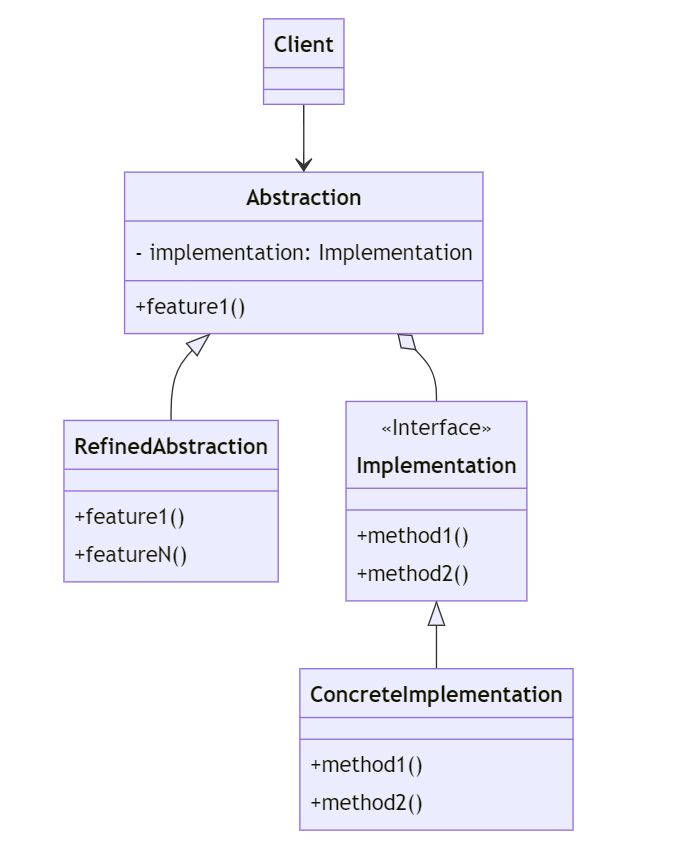 Client
Abstraction
- implementation: Implementation
+feature1()
RefinedAbstraction
+feature1()
+featureN()
«Interface»
Implementation
+method1()
+method2()
ConcreteImplementation
+method1()
+method2()